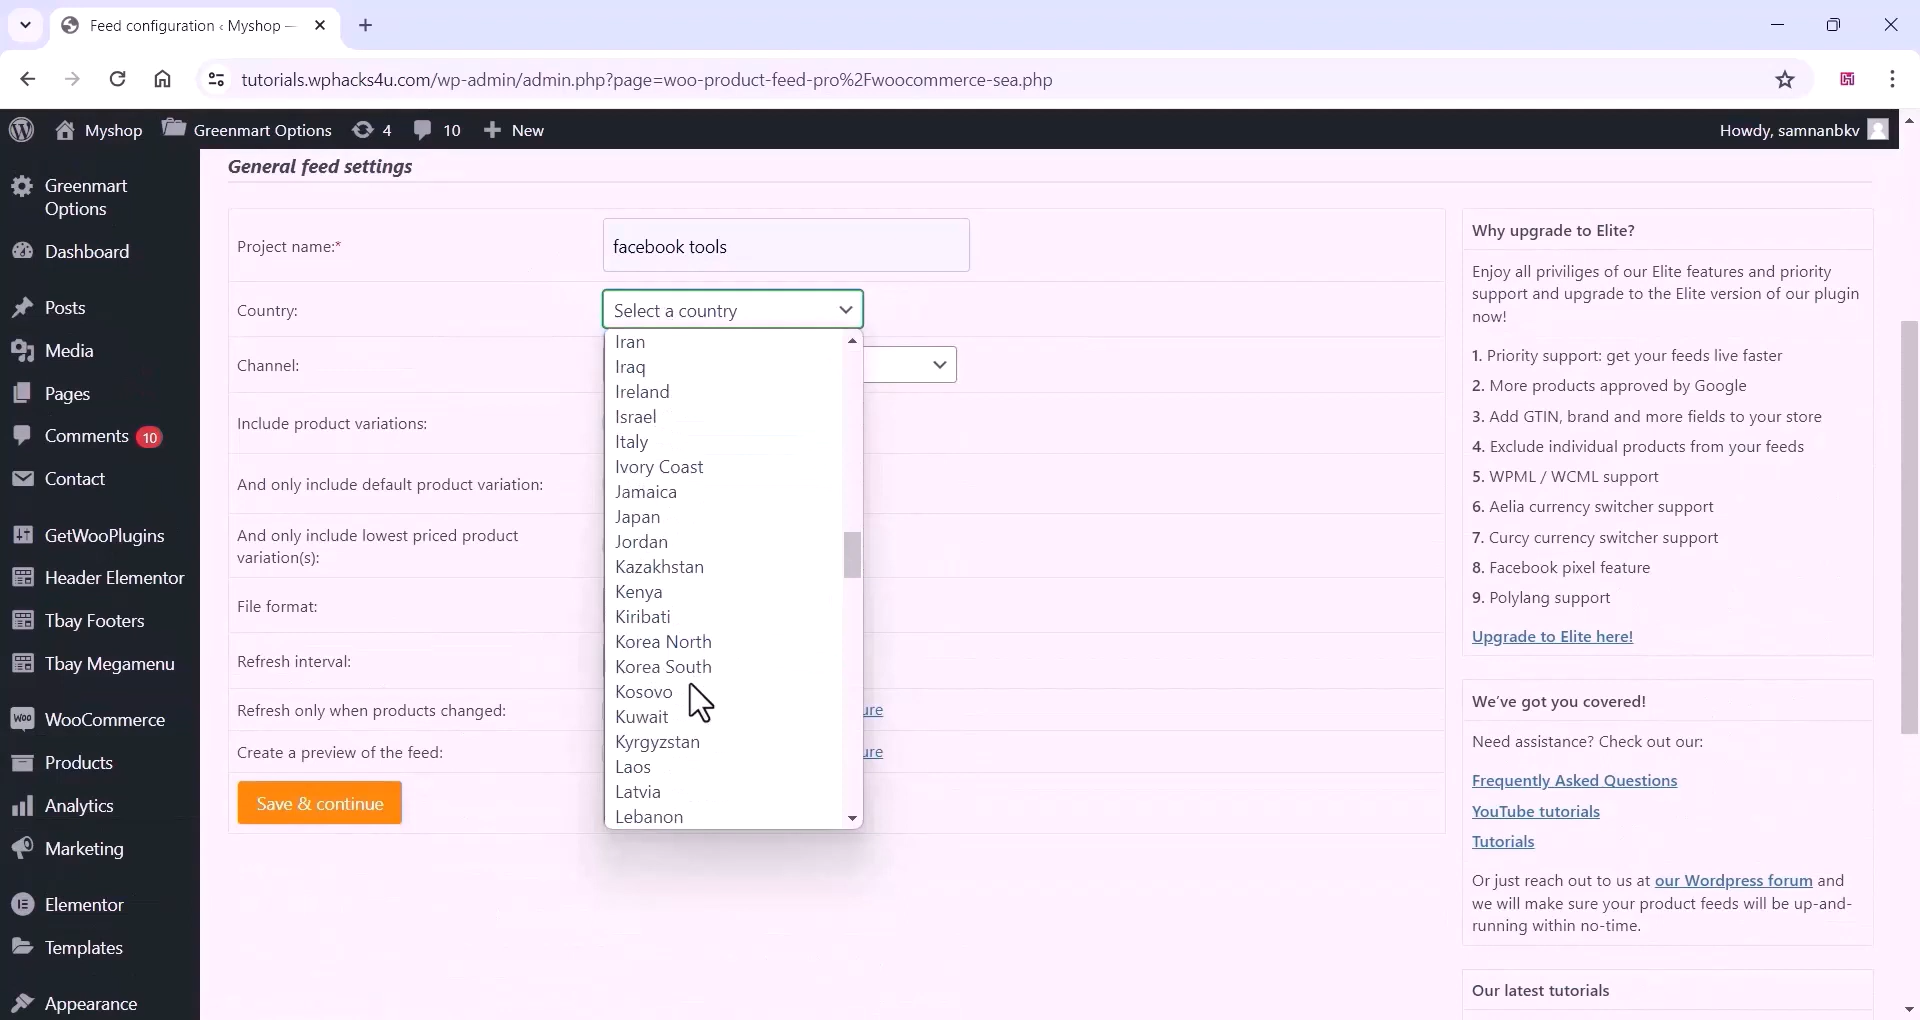 Feed configuration ‹ Myshop —
tutorials.wphacks4u.com/wp-admin/admin.php?page=woo-product-feed-pro%2Fwoocommerce-sea.php
Myshop
Greenmart Options
4
10
New
Howdy, samnanbkv
Greenmart
Options
Dashboard
Posts
Media
Pages
Comments 10
Contact
GetWooPlugins
Header Elementor
Tbay Footers
Tbay Megamenu
WooCommerce
Products
Analytics
Marketing
Elementor
Templates
Appearance
General feed settings
Project name:*
facebook tools
Country:
Select a country
Iran
Iraq
Ireland
Israel
Italy
Ivory Coast
Jamaica
Japan
Jordan
Kazakhstan
Kenya
Kiribati
Korea North
Korea South
Kosovo
Kuwait
Kyrgyzstan
Laos
Latvia
Lebanon
Channel:
Include product variations:
And only include default product variation:
And only include lowest priced product
variation(s):
File format:
Refresh interval:
Refresh only when products changed:
ure
Create a preview of the feed:
ure
Save & continue
Why upgrade to Elite?
Enjoy all priviliges of our Elite features and priority
support and upgrade to the Elite version of our plugin
now!
1. Priority support: get your feeds live faster
2. More products approved by Google
3. Add GTIN, brand and more fields to your store
4. Exclude individual products from your feeds
5. WPML / WCML support
6. Aelia currency switcher support
7. Curcy currency switcher support
8. Facebook pixel feature
9. Polylang support
Upgrade to Elite here!
We've got you covered!
Need assistance? Check out our:
Frequently Asked Questions
YouTube tutorials
Tutorials
Or just reach out to us at our Wordpress forum and
we will make sure your product feeds will be up-and-
running within no-time.
Our latest tutorials